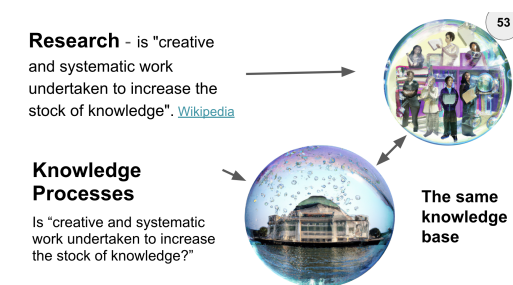 53
Research - is "creative
and systematic work
undertaken to increase the
stock of knowledge". Wikipedia
Knowledge
Processes
Is “creative and systematic
work undertaken to increase
the stock of knowledge?”
The same
knowledge
base